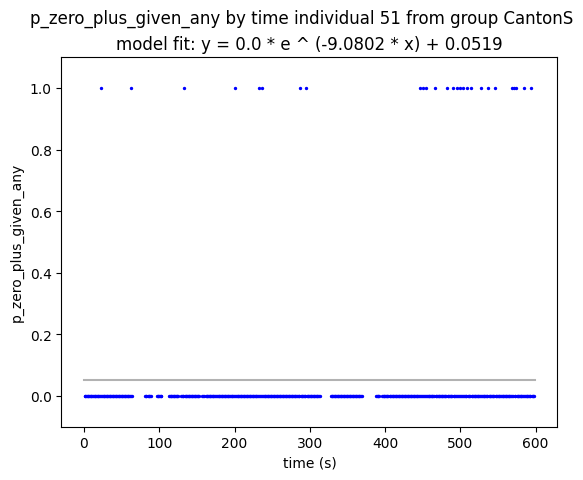 p_zero_plus_given_any by time individual 51 from group CantonS
model fit: y = 0.0 * e ^ (-9.0802 * x) + 0.0519
1.0
0.8
0.6
0.4
0.2
0.0
p_zero_plus_given_any
0 100 200 300 400 500 600
time (s)